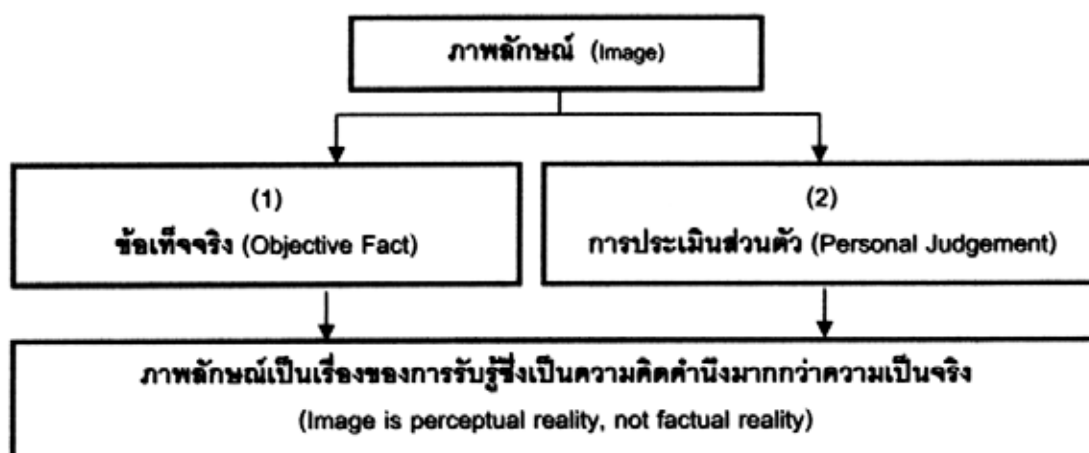 ภาพลักษณ์ (Image)
(1)
ข้อเท็จจริง (Objective Fact)
(2)
การประเมินส่วนตัว (Personal Judgement)
ภาพลักษณ์เป็นเรื่องของการรับรู้ซึ่งเป็นความคิดคำนึงมากกว่าความเป็นจริง
(Image is perceptual reality, not factual reality)